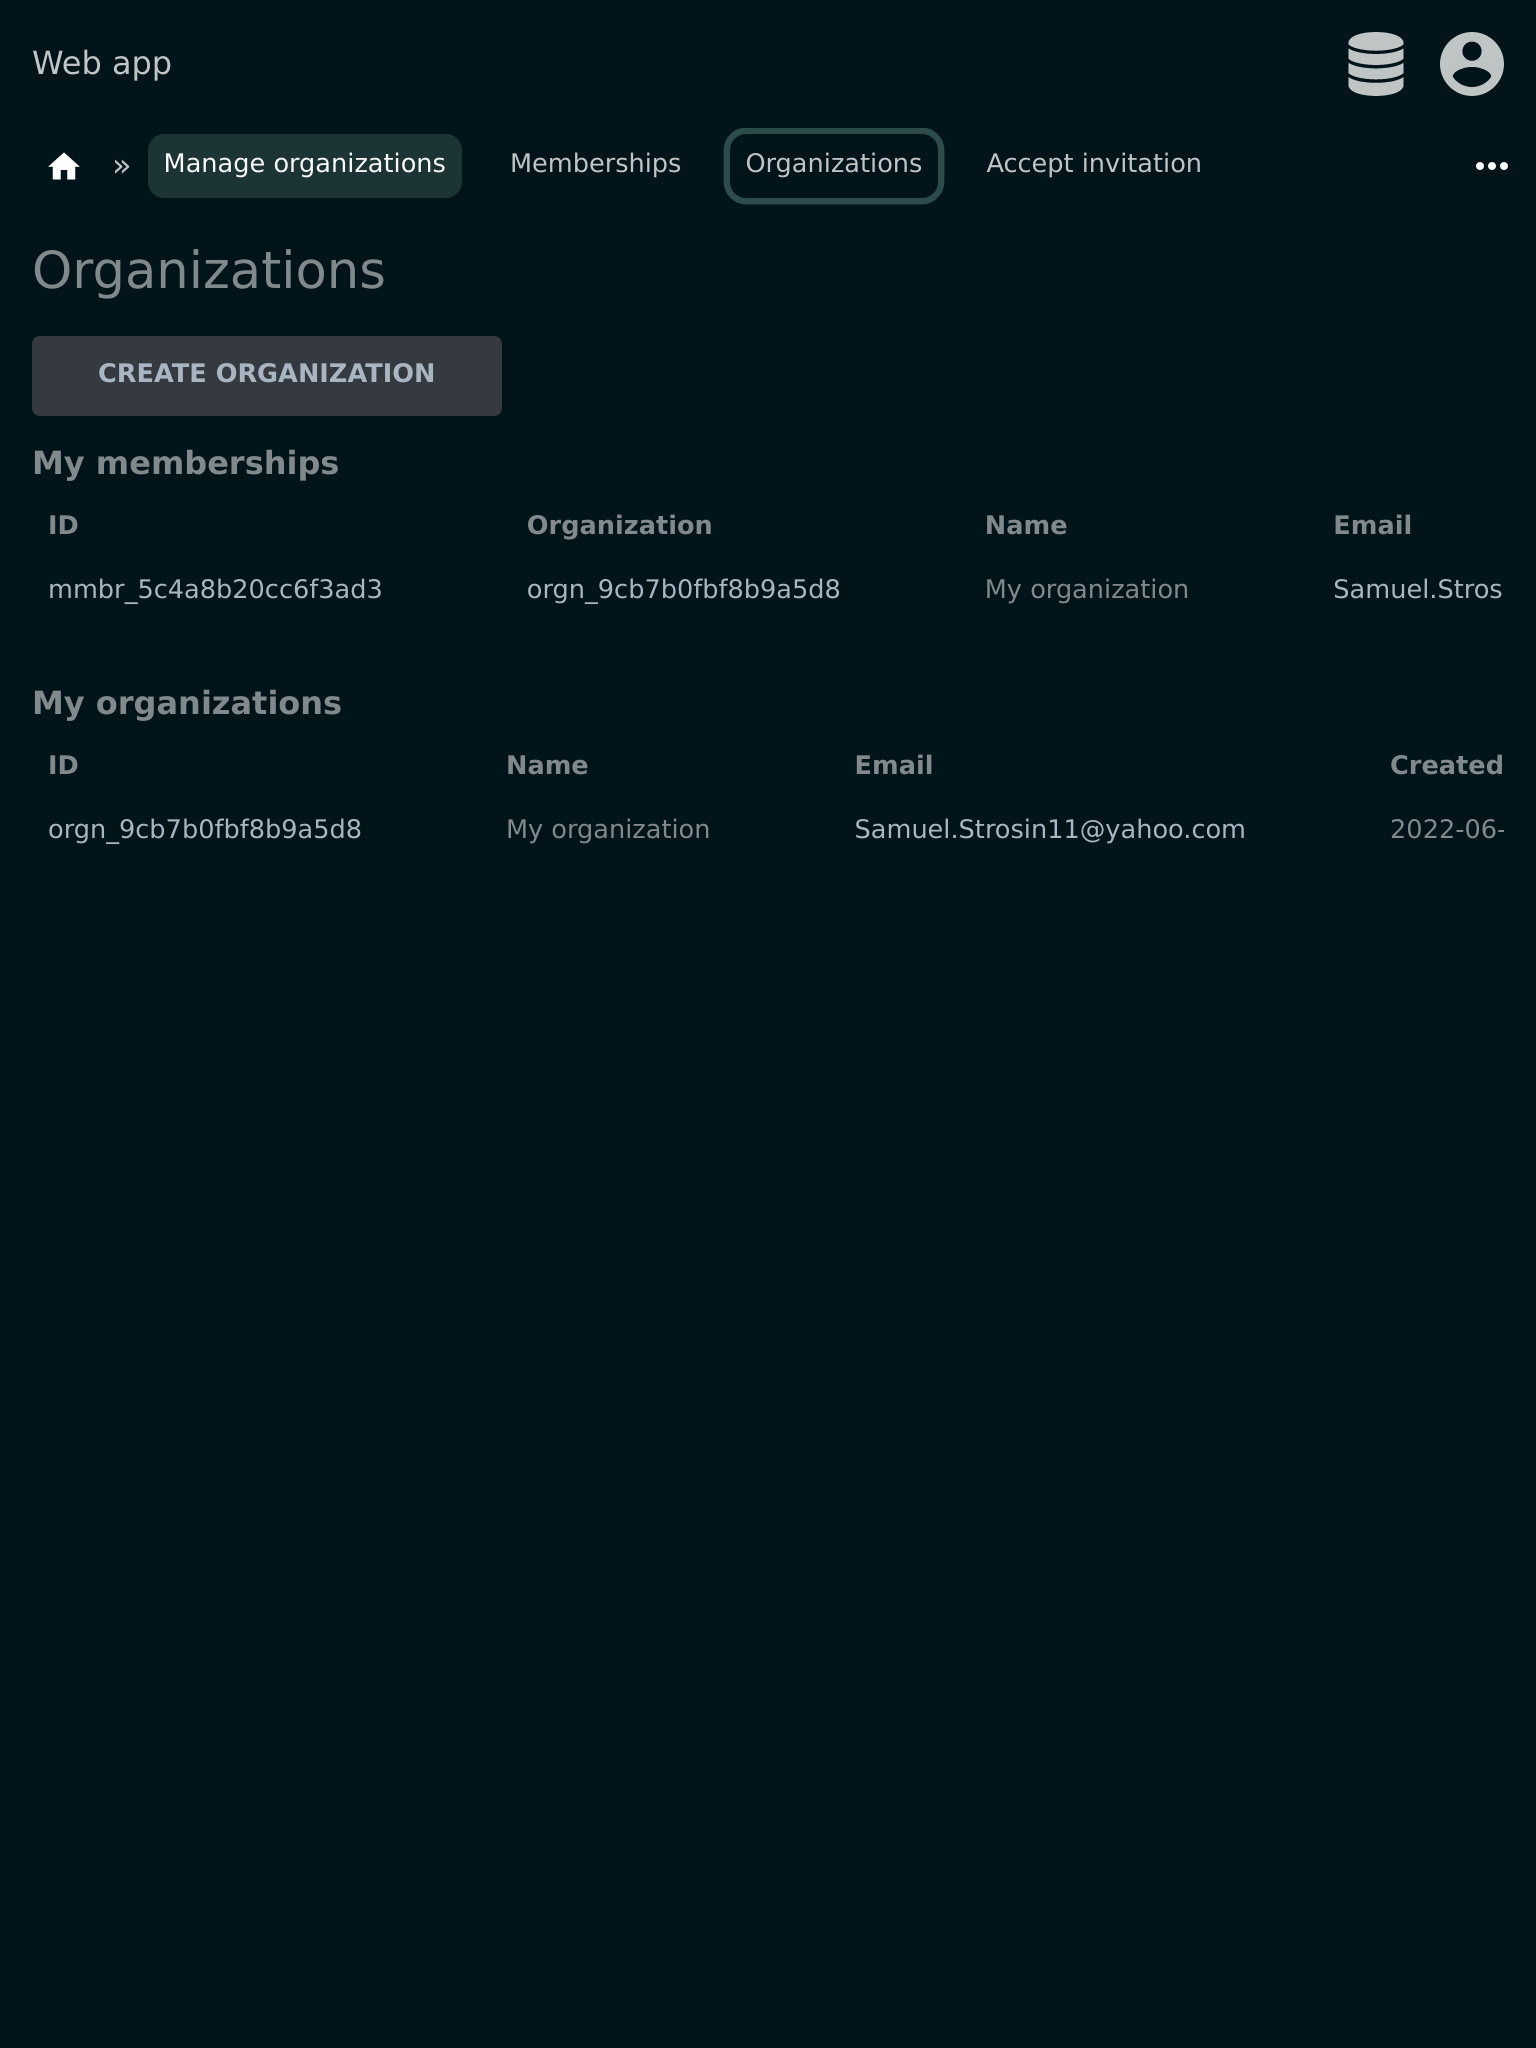 Web app
» Manage organizations Memberships Organizations Accept invitation
Organizations
CREATE ORGANIZATION
My memberships
ID Organization Name Email
mmbr_5c4a8b20cc6f3ad3 orgn_9cb7b0fbf8b9a5d8 My organization Samuel.Stros
My organizations
ID Name Email Created
orgn_9cb7b0fbf8b9a5d8 My organization Samuel.Strosin11@yahoo.com 2022-06-